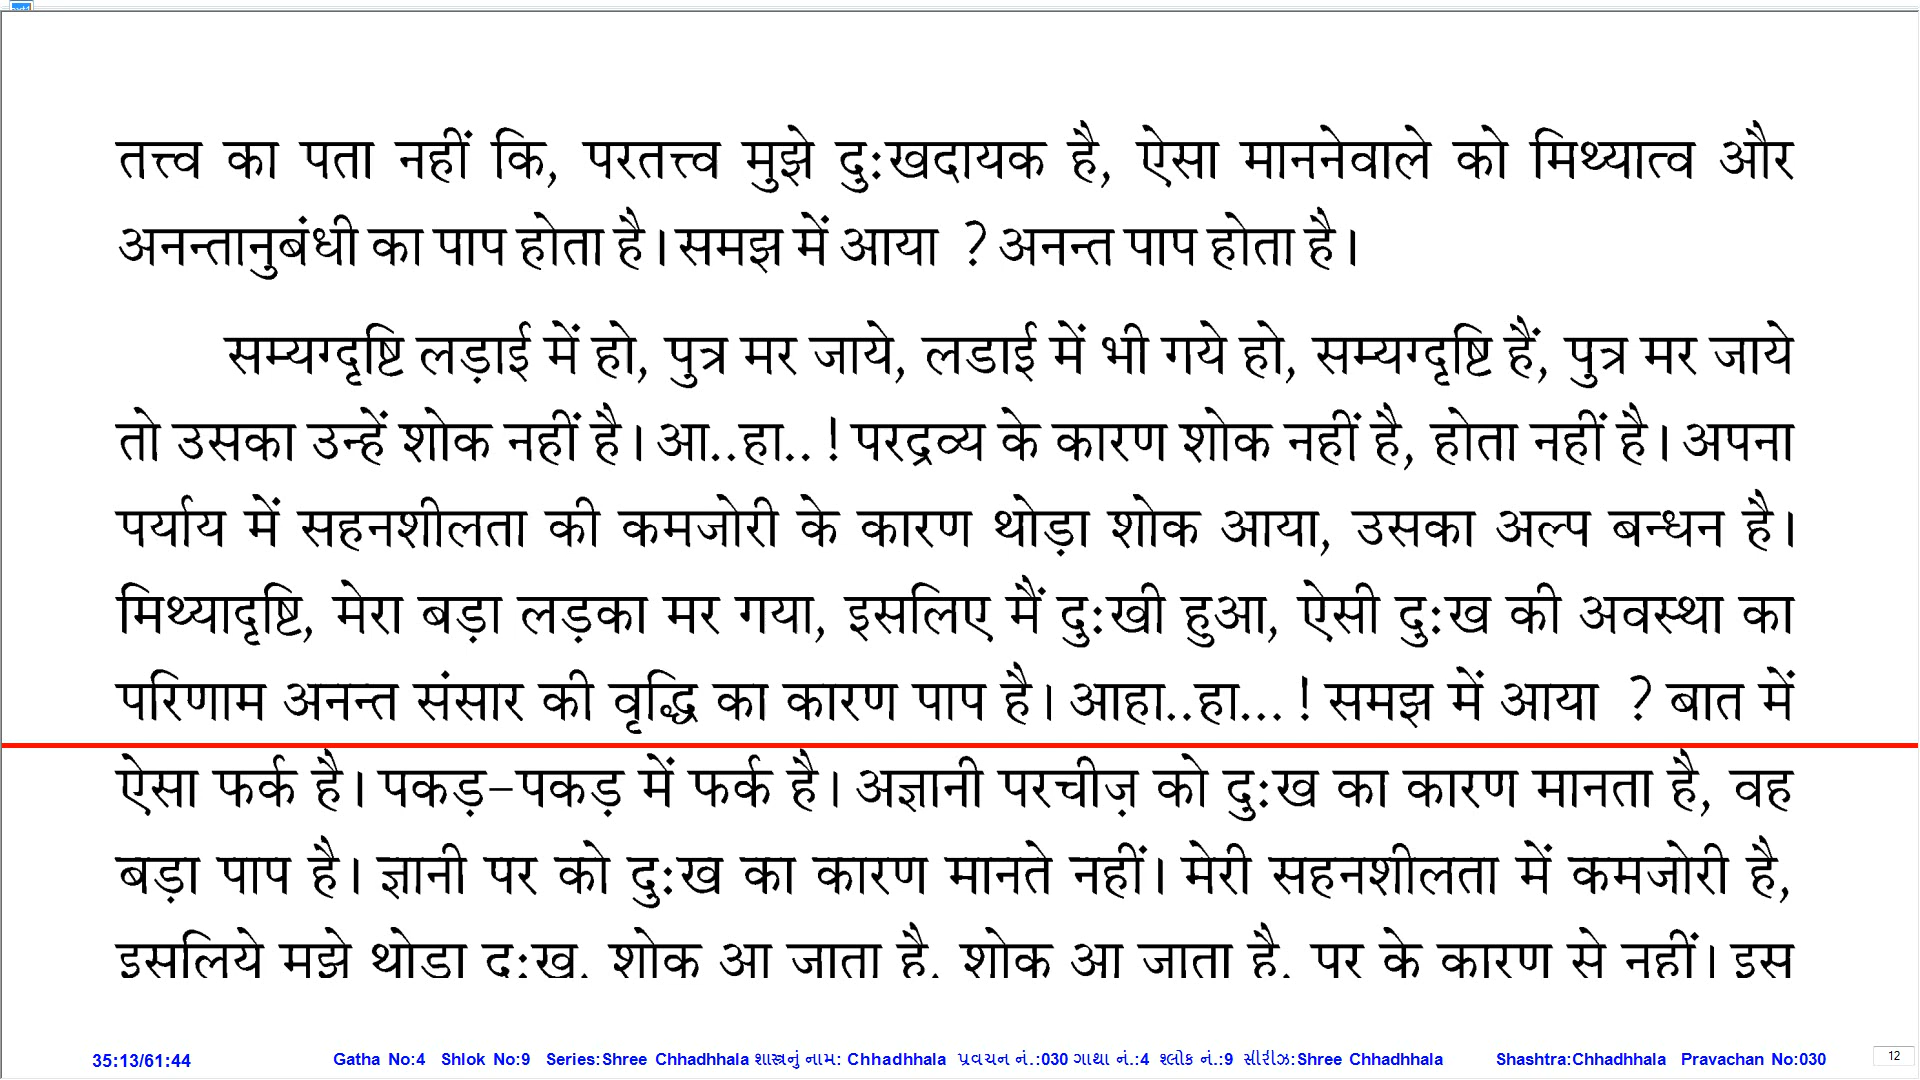 तत्त्व का पता नहीं कि, परतत्त्व मुझे दुःखदायक है, ऐसा माननेवाले को मिथ्यात्व और
अनन्तानुबंधी का पाप होता है। समझ में आया ? अनन्त पाप होता है।
सम्यग्दृष्टि लड़ाई में हो, पुत्र मर जाये, लडाई में भी गये हो, सम्यग्दृष्टि हैं, पुत्र मर जाये
तो उसका उन्हें शोक नहीं है। आ..हा.. ! परद्रव्य के कारण शोक नहीं है, होता नहीं है। अपना
पर्याय में सहनशीलता की कमजोरी के कारण थोड़ा शोक आया, उसका अल्प बन्धन है।
मिथ्यादृष्टि, मेरा बड़ा लड़का मर गया, इसलिए मैं दुःखी हुआ, ऐसी दुःख की अवस्था का
परिणाम अनन्त संसार की वृद्धि का कारण पाप है। आहा..हा... ! समझ में आया ? बात में
ऐसा फर्क है। पकड़-पकड़ में फर्क है। अज्ञानी परचीज़ को दुःख का कारण मानता है, वह
बड़ा पाप है। ज्ञानी पर को दुःख का कारण मानते नहीं। मेरी सहनशीलता में कमजोरी है,
इसलिये मुझे थोड़ा दुःख, शोक आ जाता है, शोक आ जाता है, पर के कारण से नहीं। इस
35:13/61:44 Gatha No:4 Shlok No:9 Series:Shree Chhadhhala શાસ્ત્રનું નામ: Chhadhhala પ્રવચન નં.:030 ગાથા નં.:4 શ્લોક નં.:9 સીરીઝ:Shree Chhadhhala Shashtra:Chhadhhala Pravachan No:030 12